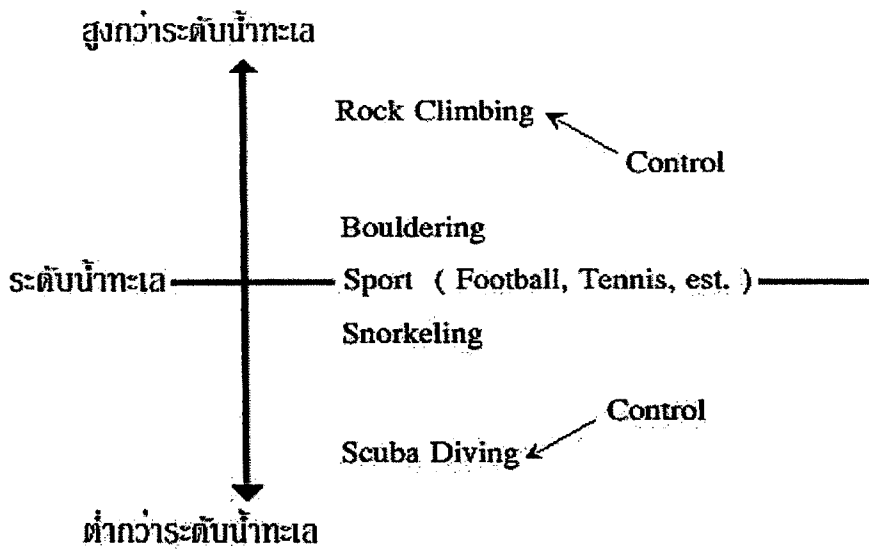 สูงกว่าระดับน้ำทะเล
Rock Climbing
Control
Bouldering
ระดับน้ำทะเล
Sport ( Football, Tennis, est. )
Snorkeling
Control
Scuba Diving
ต่ำกว่าระดับน้ำทะเล